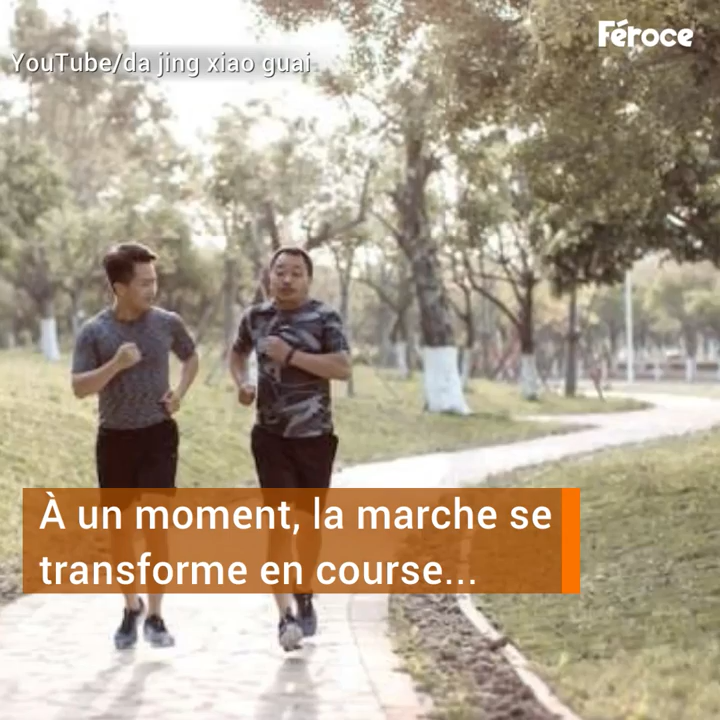 Féroce
YouTube/da jing xiao guai
À un moment, la marche se
transforme en course...